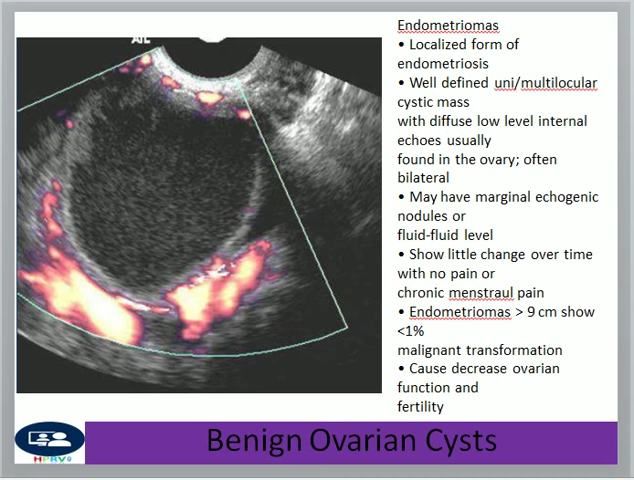 Endometriomas
• Localized form of
endometriosis
• Well defined uni/multilocular
cystic mass
with diffuse low level internal
echoes usually
found in the ovary; often
bilateral
• May have marginal echogenic
nodules or
fluid-fluid level
• Show little change over time
with no pain or
chronic menstraul pain
• Endometriomas > 9 cm show
<1%
malignant transformation
• Cause decrease ovarian
function and
fertility
Benign Ovarian Cysts
HPRV